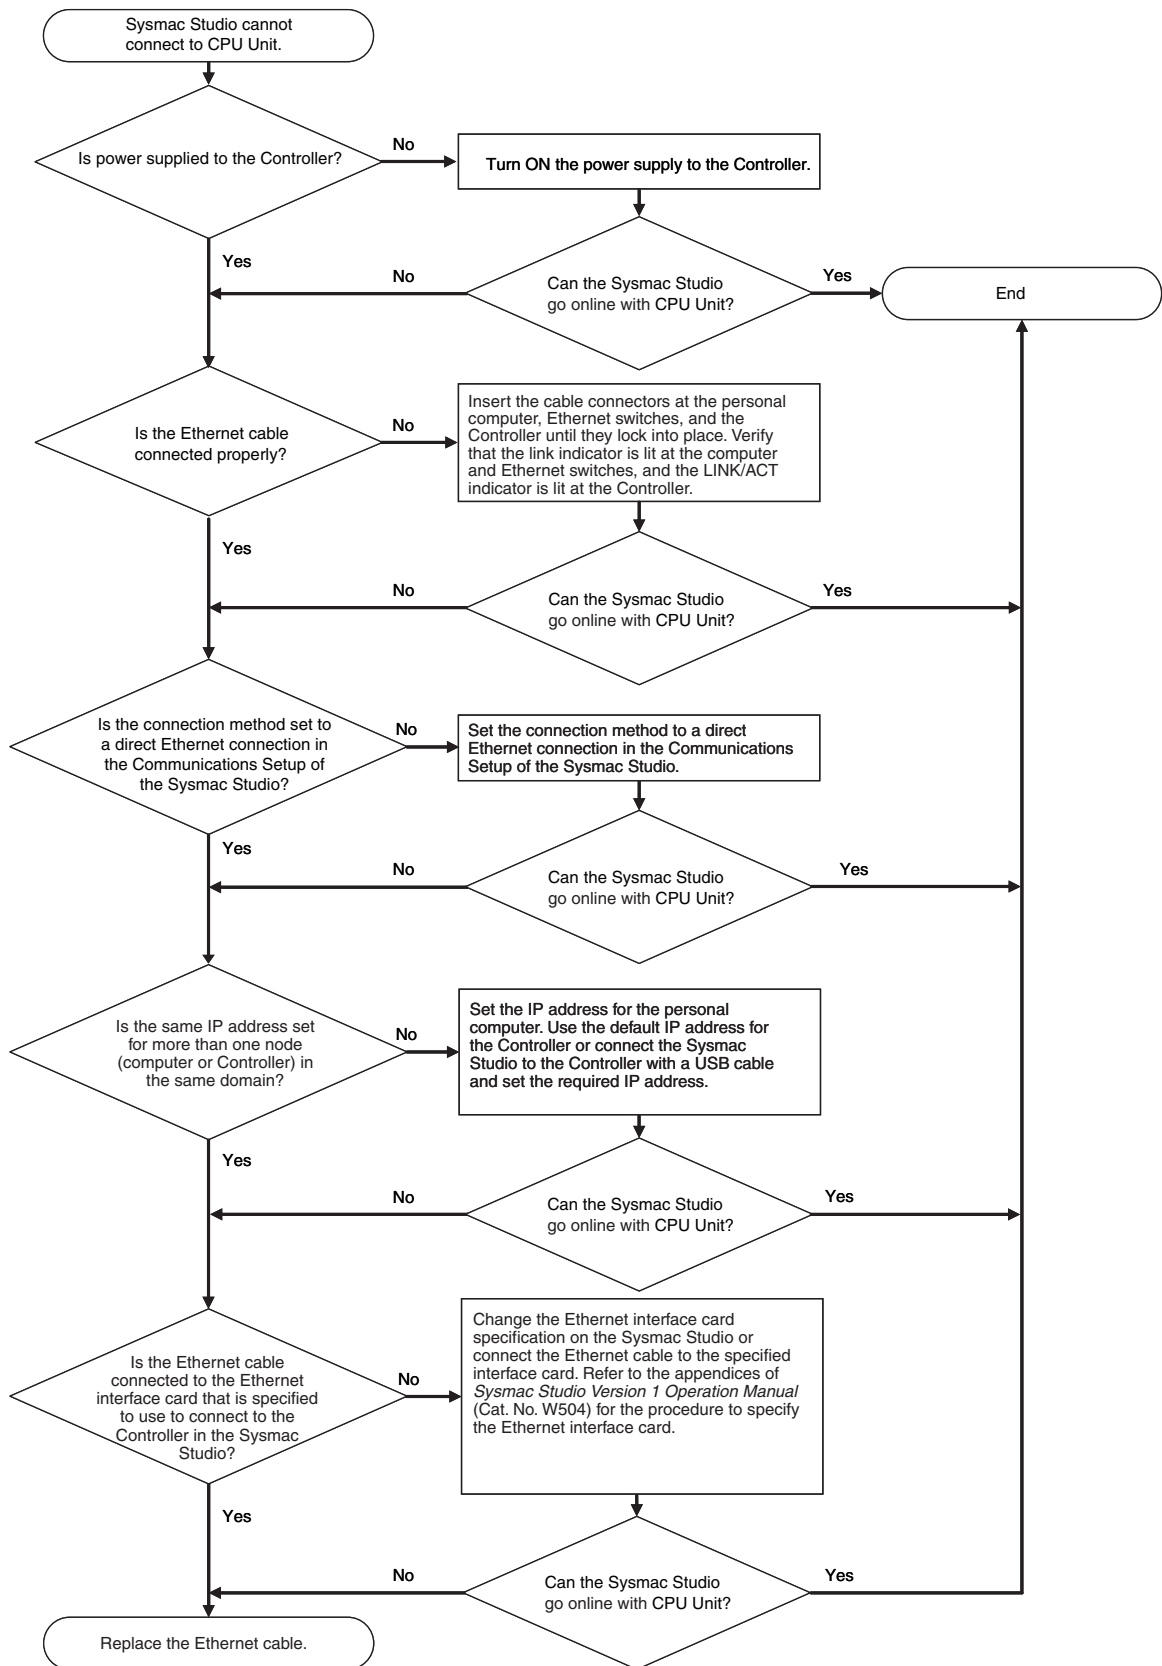 Sysmac Studio cannot
connect to CPU Unit.
Is power supplied to the Controller?
No
Turn ON the power supply to the Controller.
Yes
No
Can the Sysmac Studio
go online with CPU Unit?
Yes
End
Is the Ethernet cable
connected properly?
No
Insert the cable connectors at the personal
computer, Ethernet switches, and the
Controller until they lock into place. Verify
that the link indicator is lit at the computer
and Ethernet switches, and the LINK/ACT
indicator is lit at the Controller.
Yes
No
Can the Sysmac Studio
go online with CPU Unit?
Yes
Is the connection method set to
a direct Ethernet connection in
the Communications Setup of
the Sysmac Studio?
No
Set the connection method to a direct
Ethernet connection in the Communications
Setup of the Sysmac Studio.
Yes
No
Can the Sysmac Studio
go online with CPU Unit?
Yes
Is the same IP address set
for more than one node
(computer or Controller) in
the same domain?
No
Set the IP address for the personal
computer. Use the default IP address for
the Controller or connect the Sysmac
Studio to the Controller with a USB cable
and set the required IP address.
Yes
No
Can the Sysmac Studio
go online with CPU Unit?
Yes
Is the Ethernet cable
connected to the Ethernet
interface card that is specified
to use to connect to the
Controller in the Sysmac
Studio?
No
Change the Ethernet interface card
specification on the Sysmac Studio or
connect the Ethernet cable to the specified
interface card. Refer to the appendices of
Sysmac Studio Version 1 Operation Manual
(Cat. No. W504) for the procedure to specify
the Ethernet interface card.
Yes
No
Can the Sysmac Studio
go online with CPU Unit?
Yes
Replace the Ethernet cable.